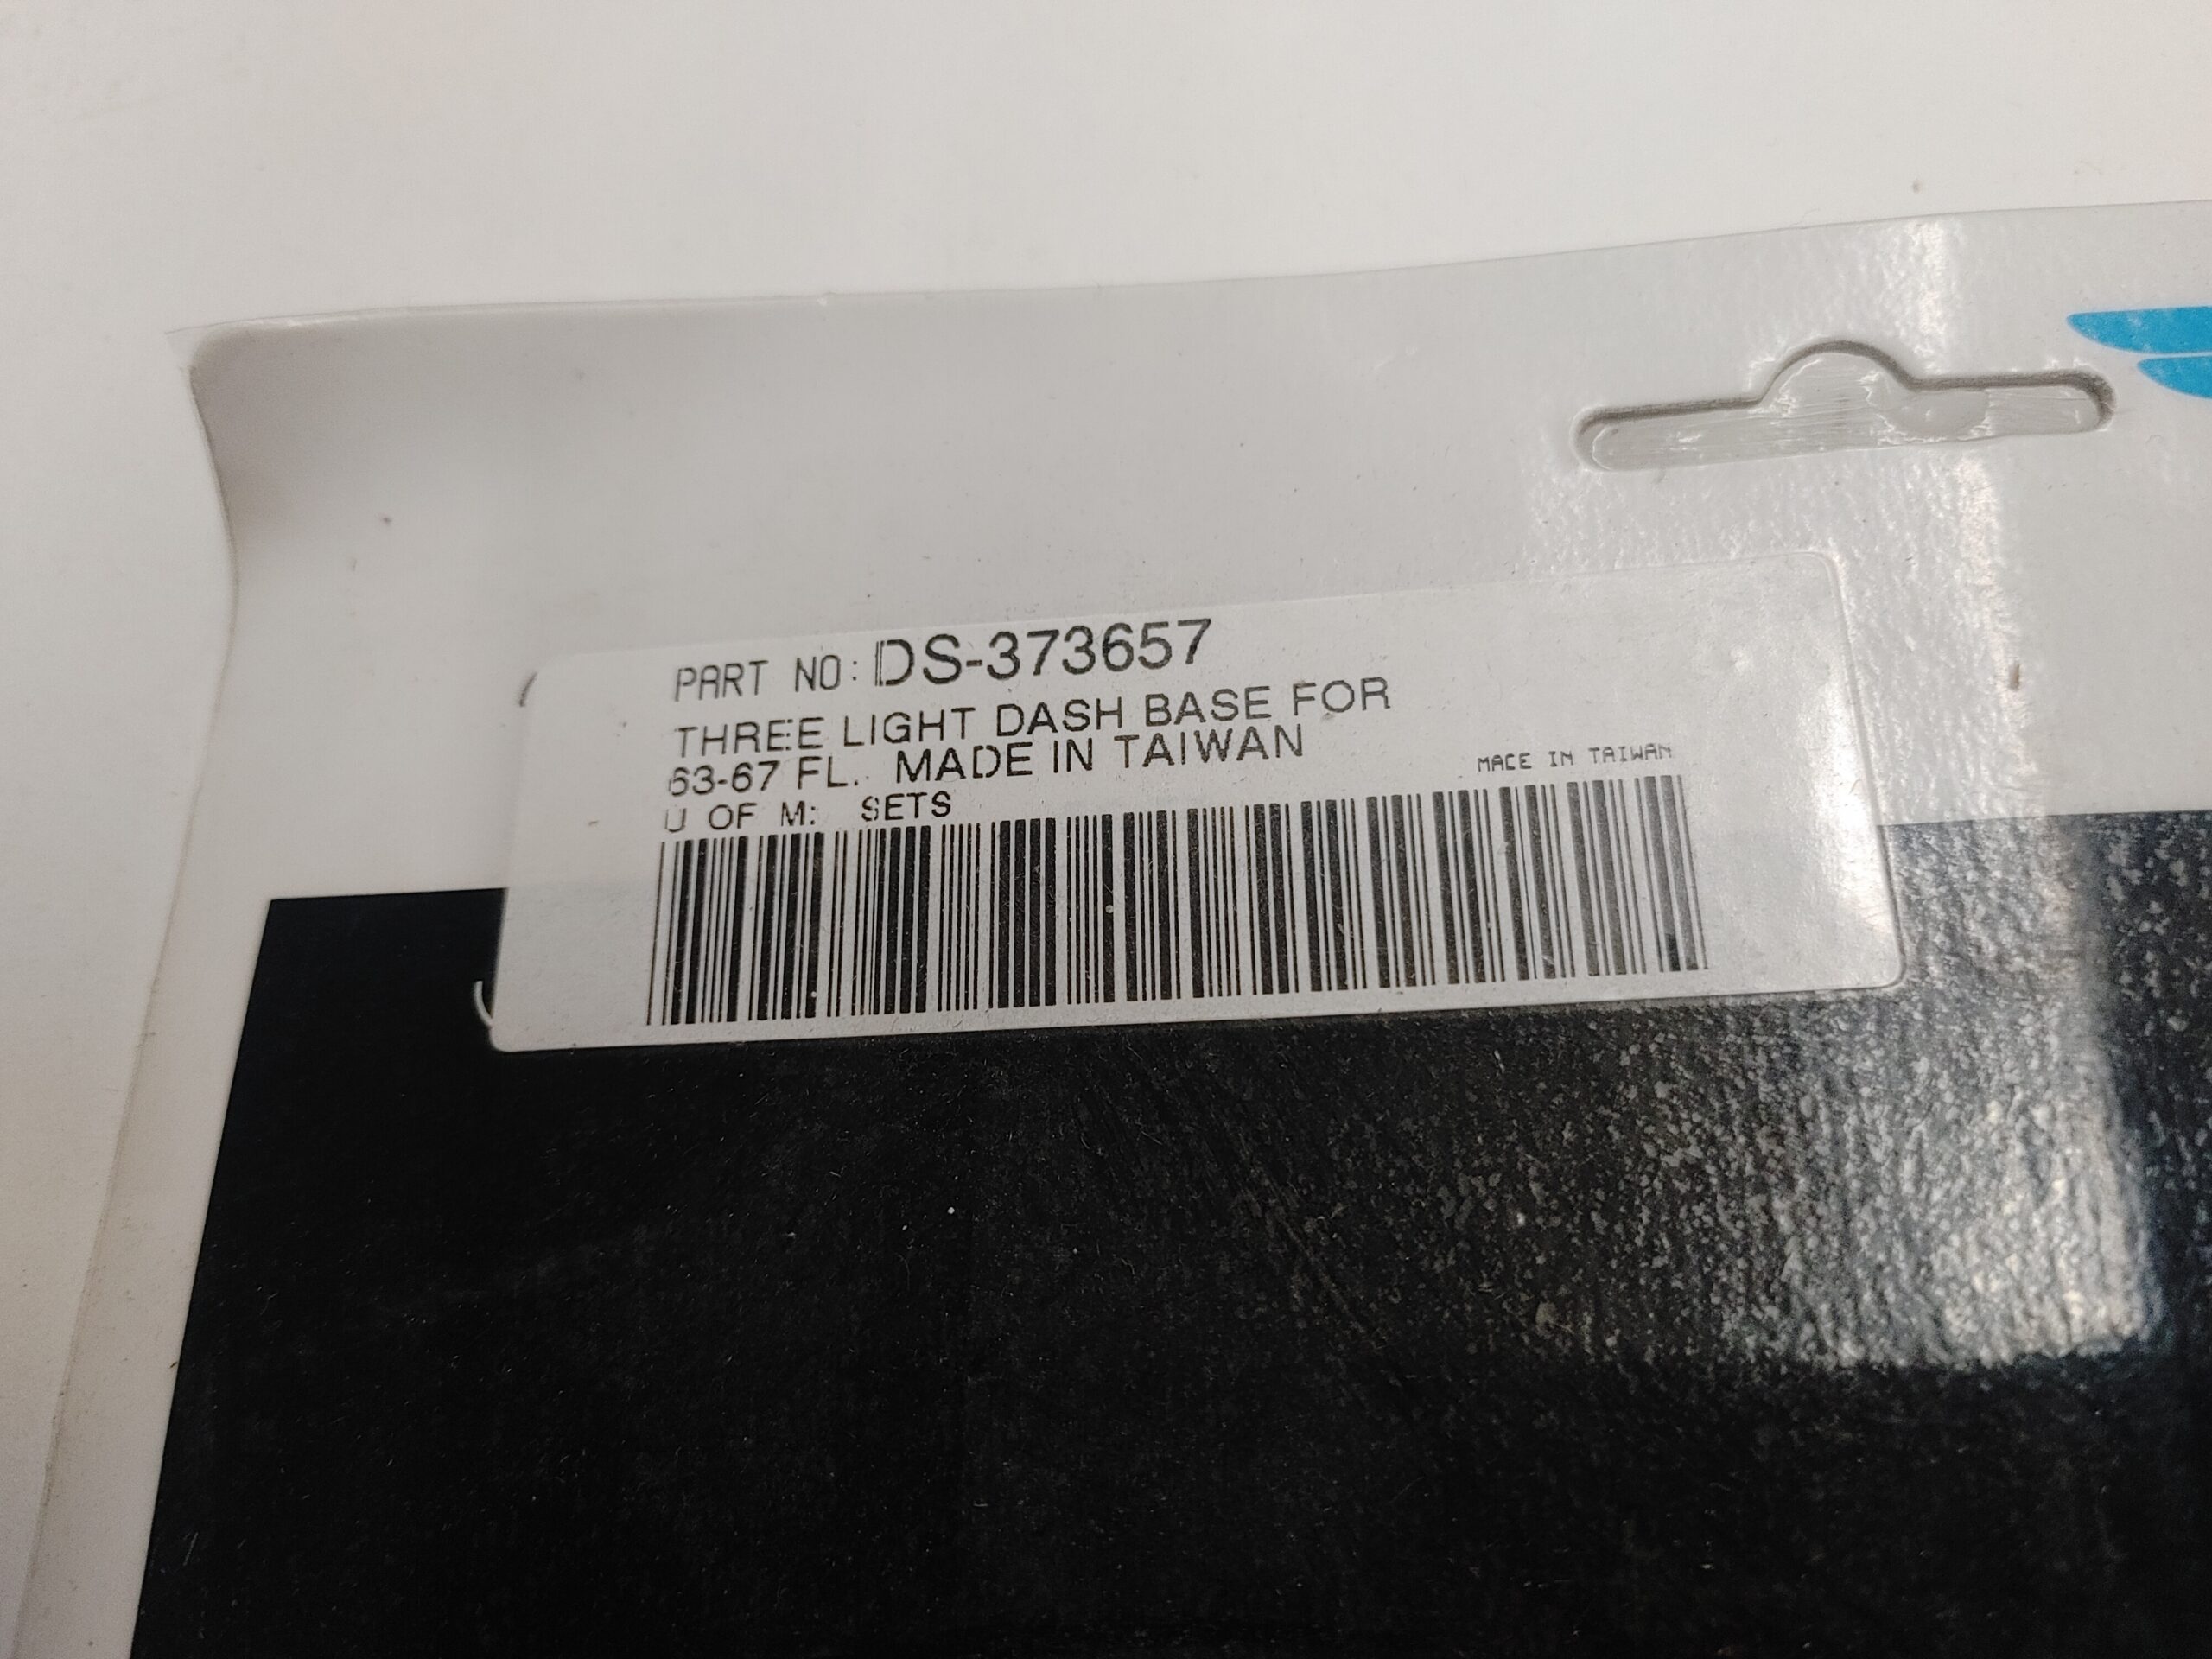 PART NO: DS-373657
THREE LIGHT DASH BASE FOR
63-67 FL. MADE IN TAIWAN
MADE IN TAIWAN
U OF M: SETS